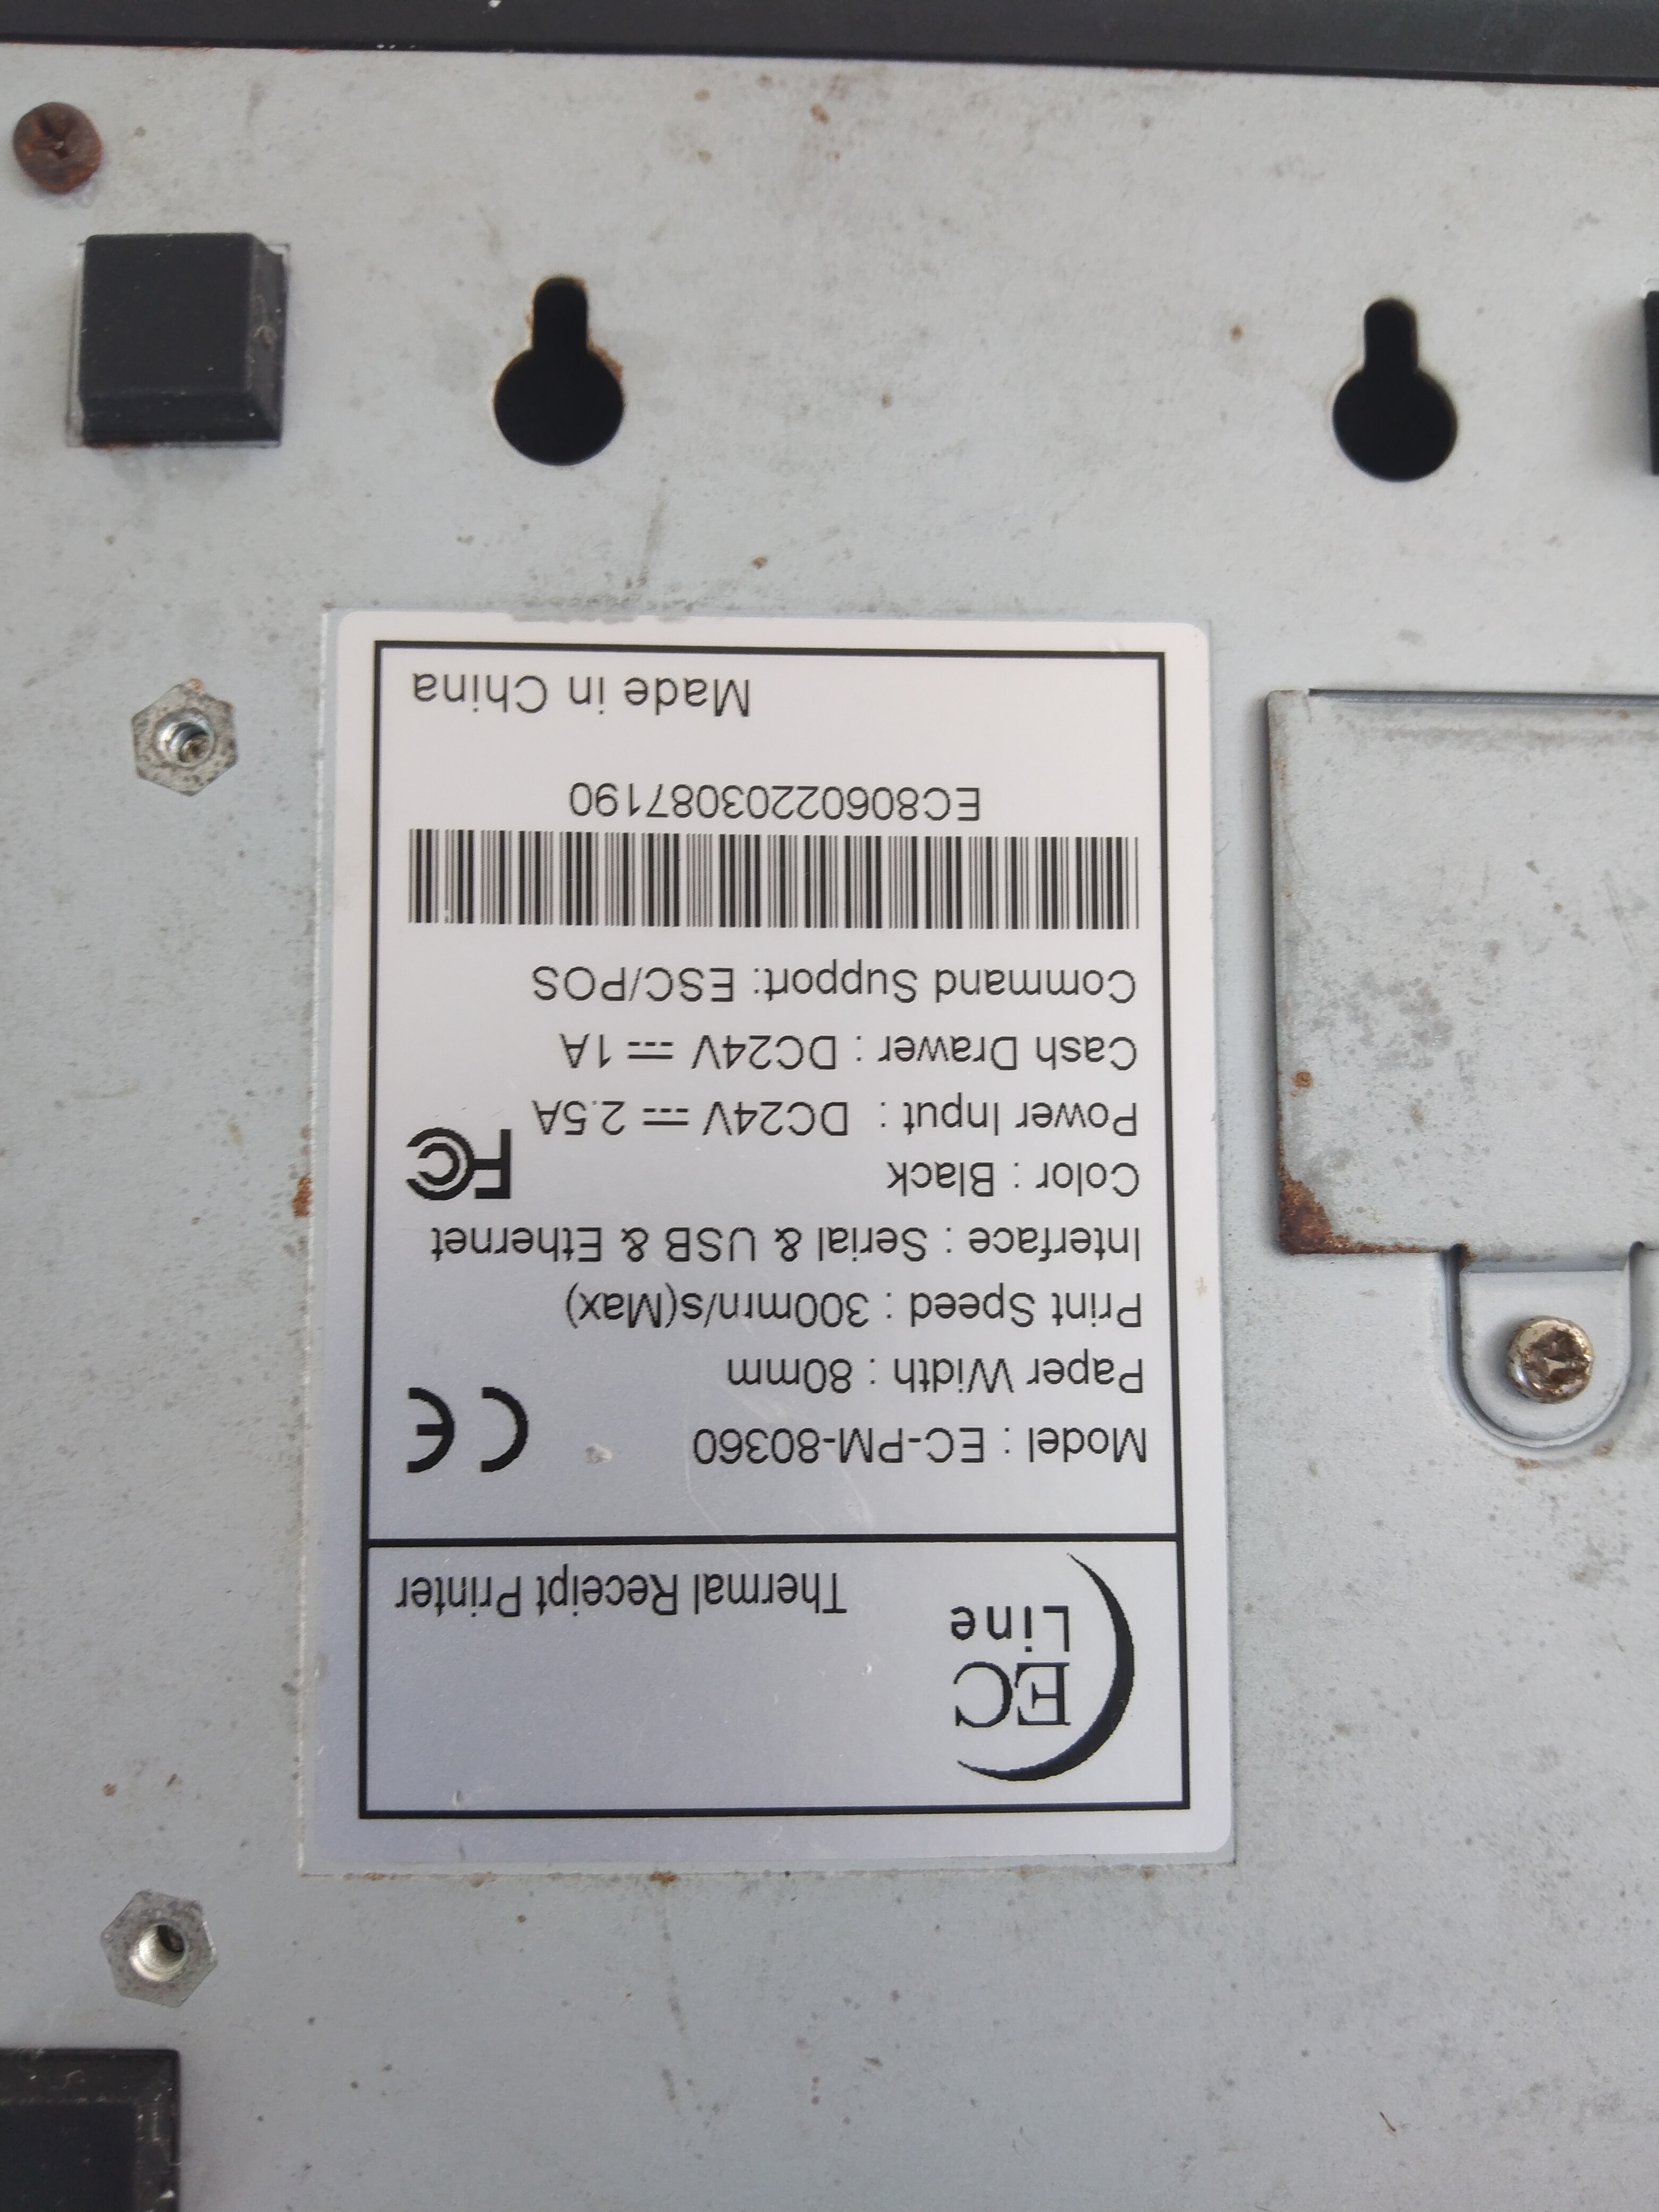 EC
Line
Thermal Receipt Printer
Model : EC-PM-80360
CE
Paper Width : 80mm
Print Speed : 300mm/s(Max)
Interface : Serial & USB & Ethernet
Color : Black
FC
Power Input : DC24V ⎓ 2.5A
Cash Drawer : DC24V ⎓ 1A
Command Support: ESC/POS
EC80602203087190
Made in China